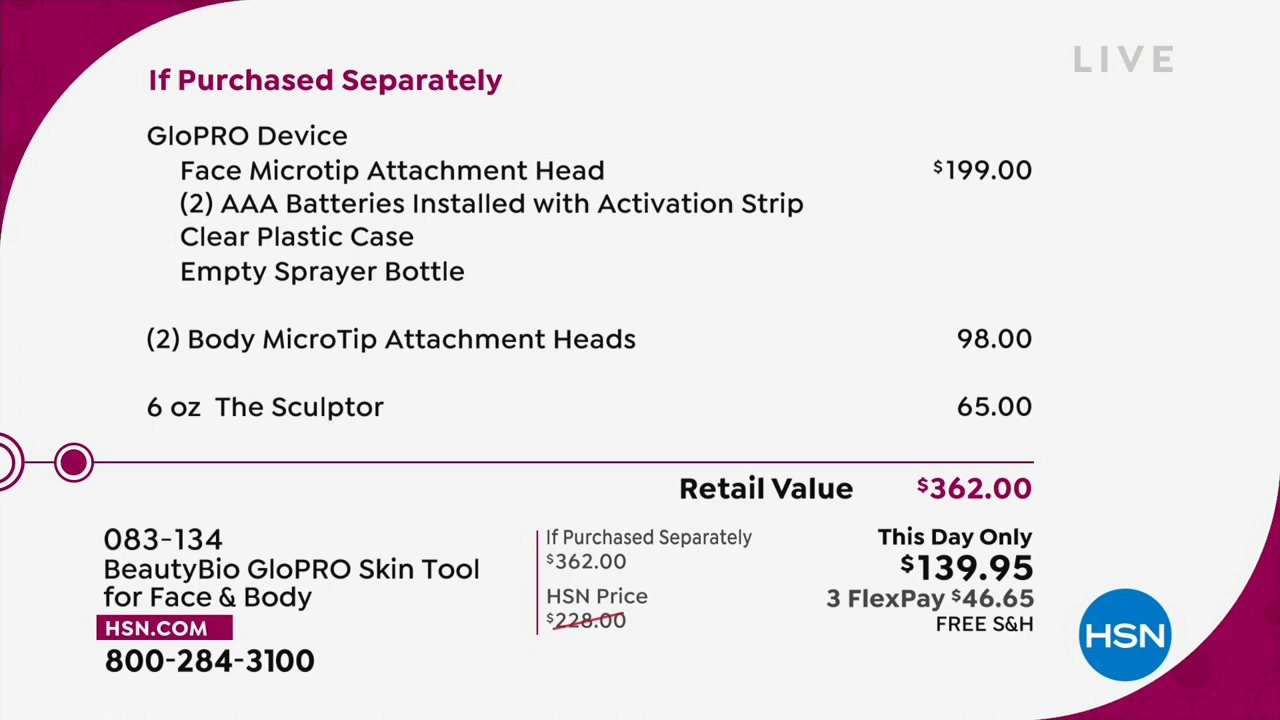 LIVE
If Purchased Separately
GloPRO Device
Face Microtip Attachment Head $199.00
(2) AAA Batteries Installed with Activation Strip
Clear Plastic Case
Empty Sprayer Bottle
(2) Body MicroTip Attachment Heads 98.00
6 oz The Sculptor 65.00
Retail Value $362.00
083-134
BeautyBio GloPRO Skin Tool
for Face & Body
HSN.COM
800-284-3100
If Purchased Separately
$362.00
HSN Price
$228.00
This Day Only
$139.95
3 FlexPay $46.65
FREE S&H
HSN